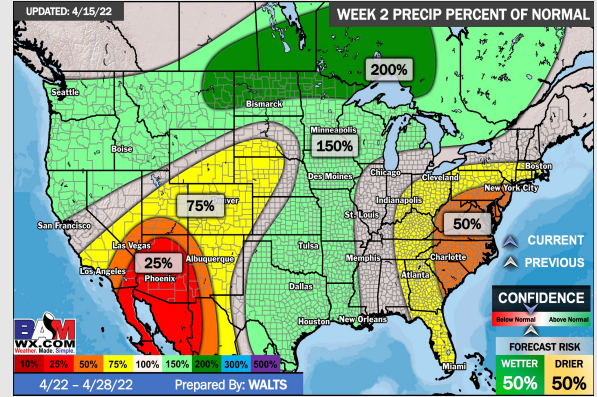 UPDATED: 4/15/22
WEEK 2 PRECIP PERCENT OF NORMAL
200%
Seattle
Bismarck
Minneapolis
150%
Boise
Des Moines
Chicago
Cleveland
Boston
New York City
75%
ver
Indianapolis
San Francisco
St. Louis
50%
Las Vegas
25%
Albuquerque
Tulsa
Memphis
Charlotte
Los Angeles
Phoenix
Atlanta
Dallas
Houston
New Orleans
Miami
CURRENT
PREVIOUS
CONFIDENCE
Below Normal
Above Normal
FORECAST RISK
WETTER
DRIER
50%
50%
BAM
WX.COM
Weather. Made. Simple.
10% 25% 50% 75% 100% 150% 200% 300% 500%
4/22 – 4/28/22
Prepared By: WALTS